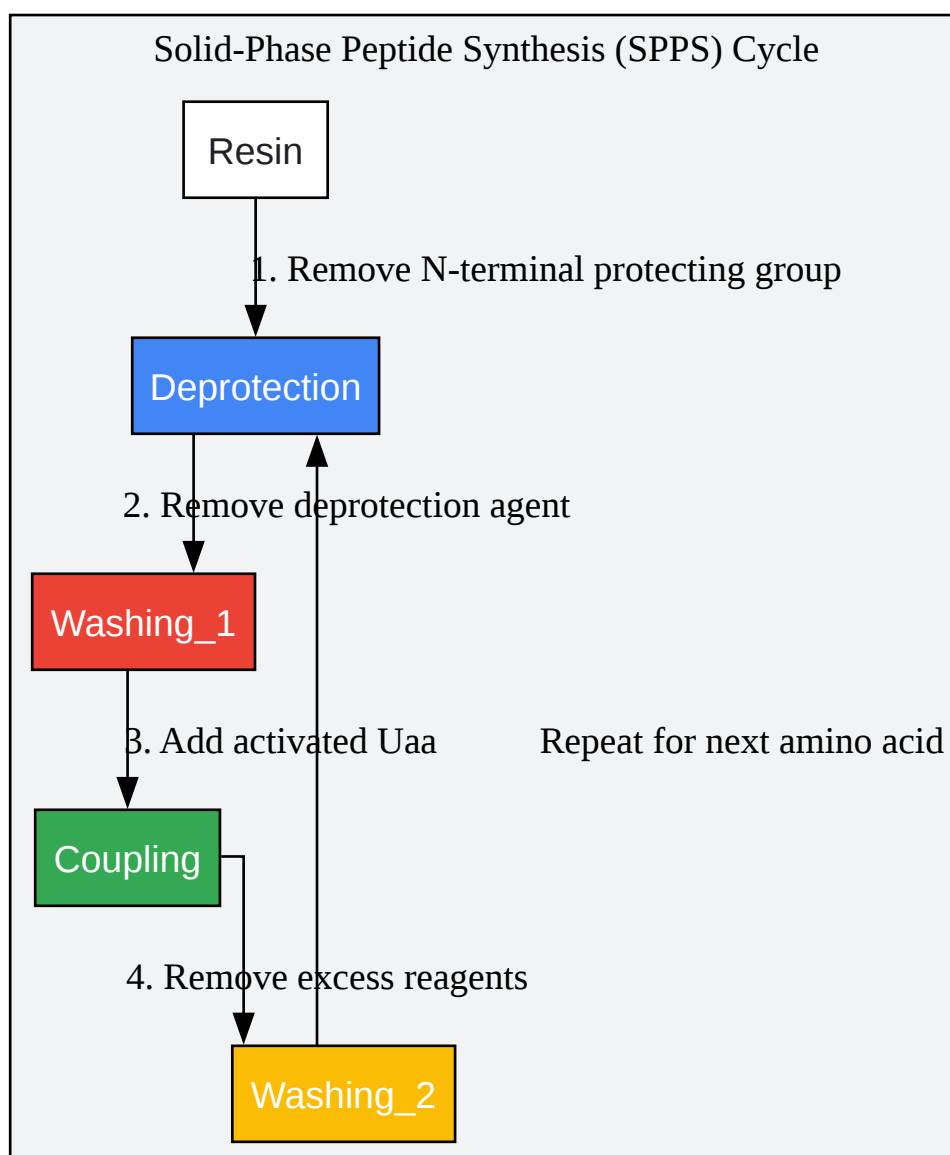 Solid-Phase Peptide Synthesis (SPPS) Cycle
Resin
1. Remove N-terminal protecting group
Deprotection
2. Remove deprotection agent
Washing_1
3. Add activated Uaa
Repeat for next amino acid
Coupling
4. Remove excess reagents
Washing_2